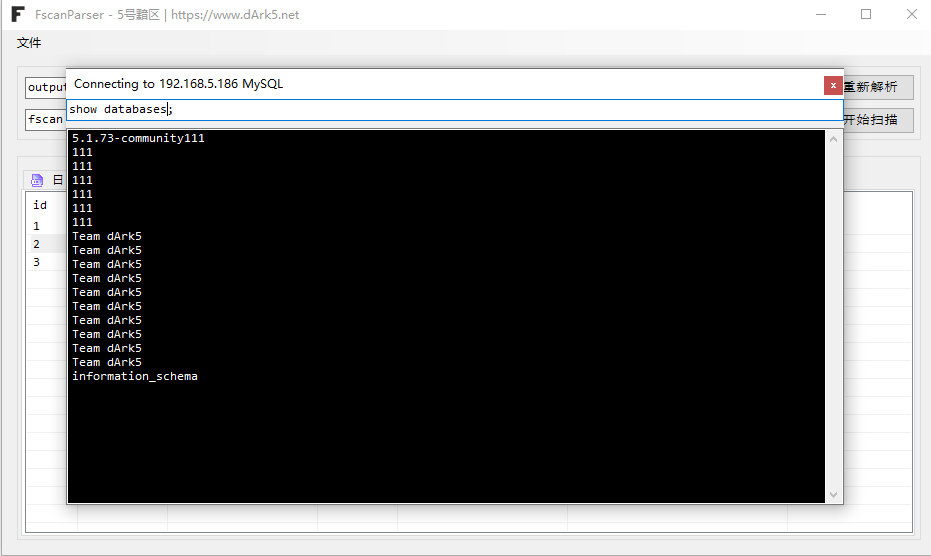 FscanParser - 5号黯区 | https://www.dArk5.net
文件
Connecting to 192.168.5.186 MySQL
x
output
重新解析
show databases;
fscan
开始扫描
5.1.73-community111
111
111
111
111
111
111
Team dArk5
Team dArk5
Team dArk5
Team dArk5
Team dArk5
Team dArk5
Team dArk5
Team dArk5
Team dArk5
Team dArk5
information_schema
日
id
1
2
3